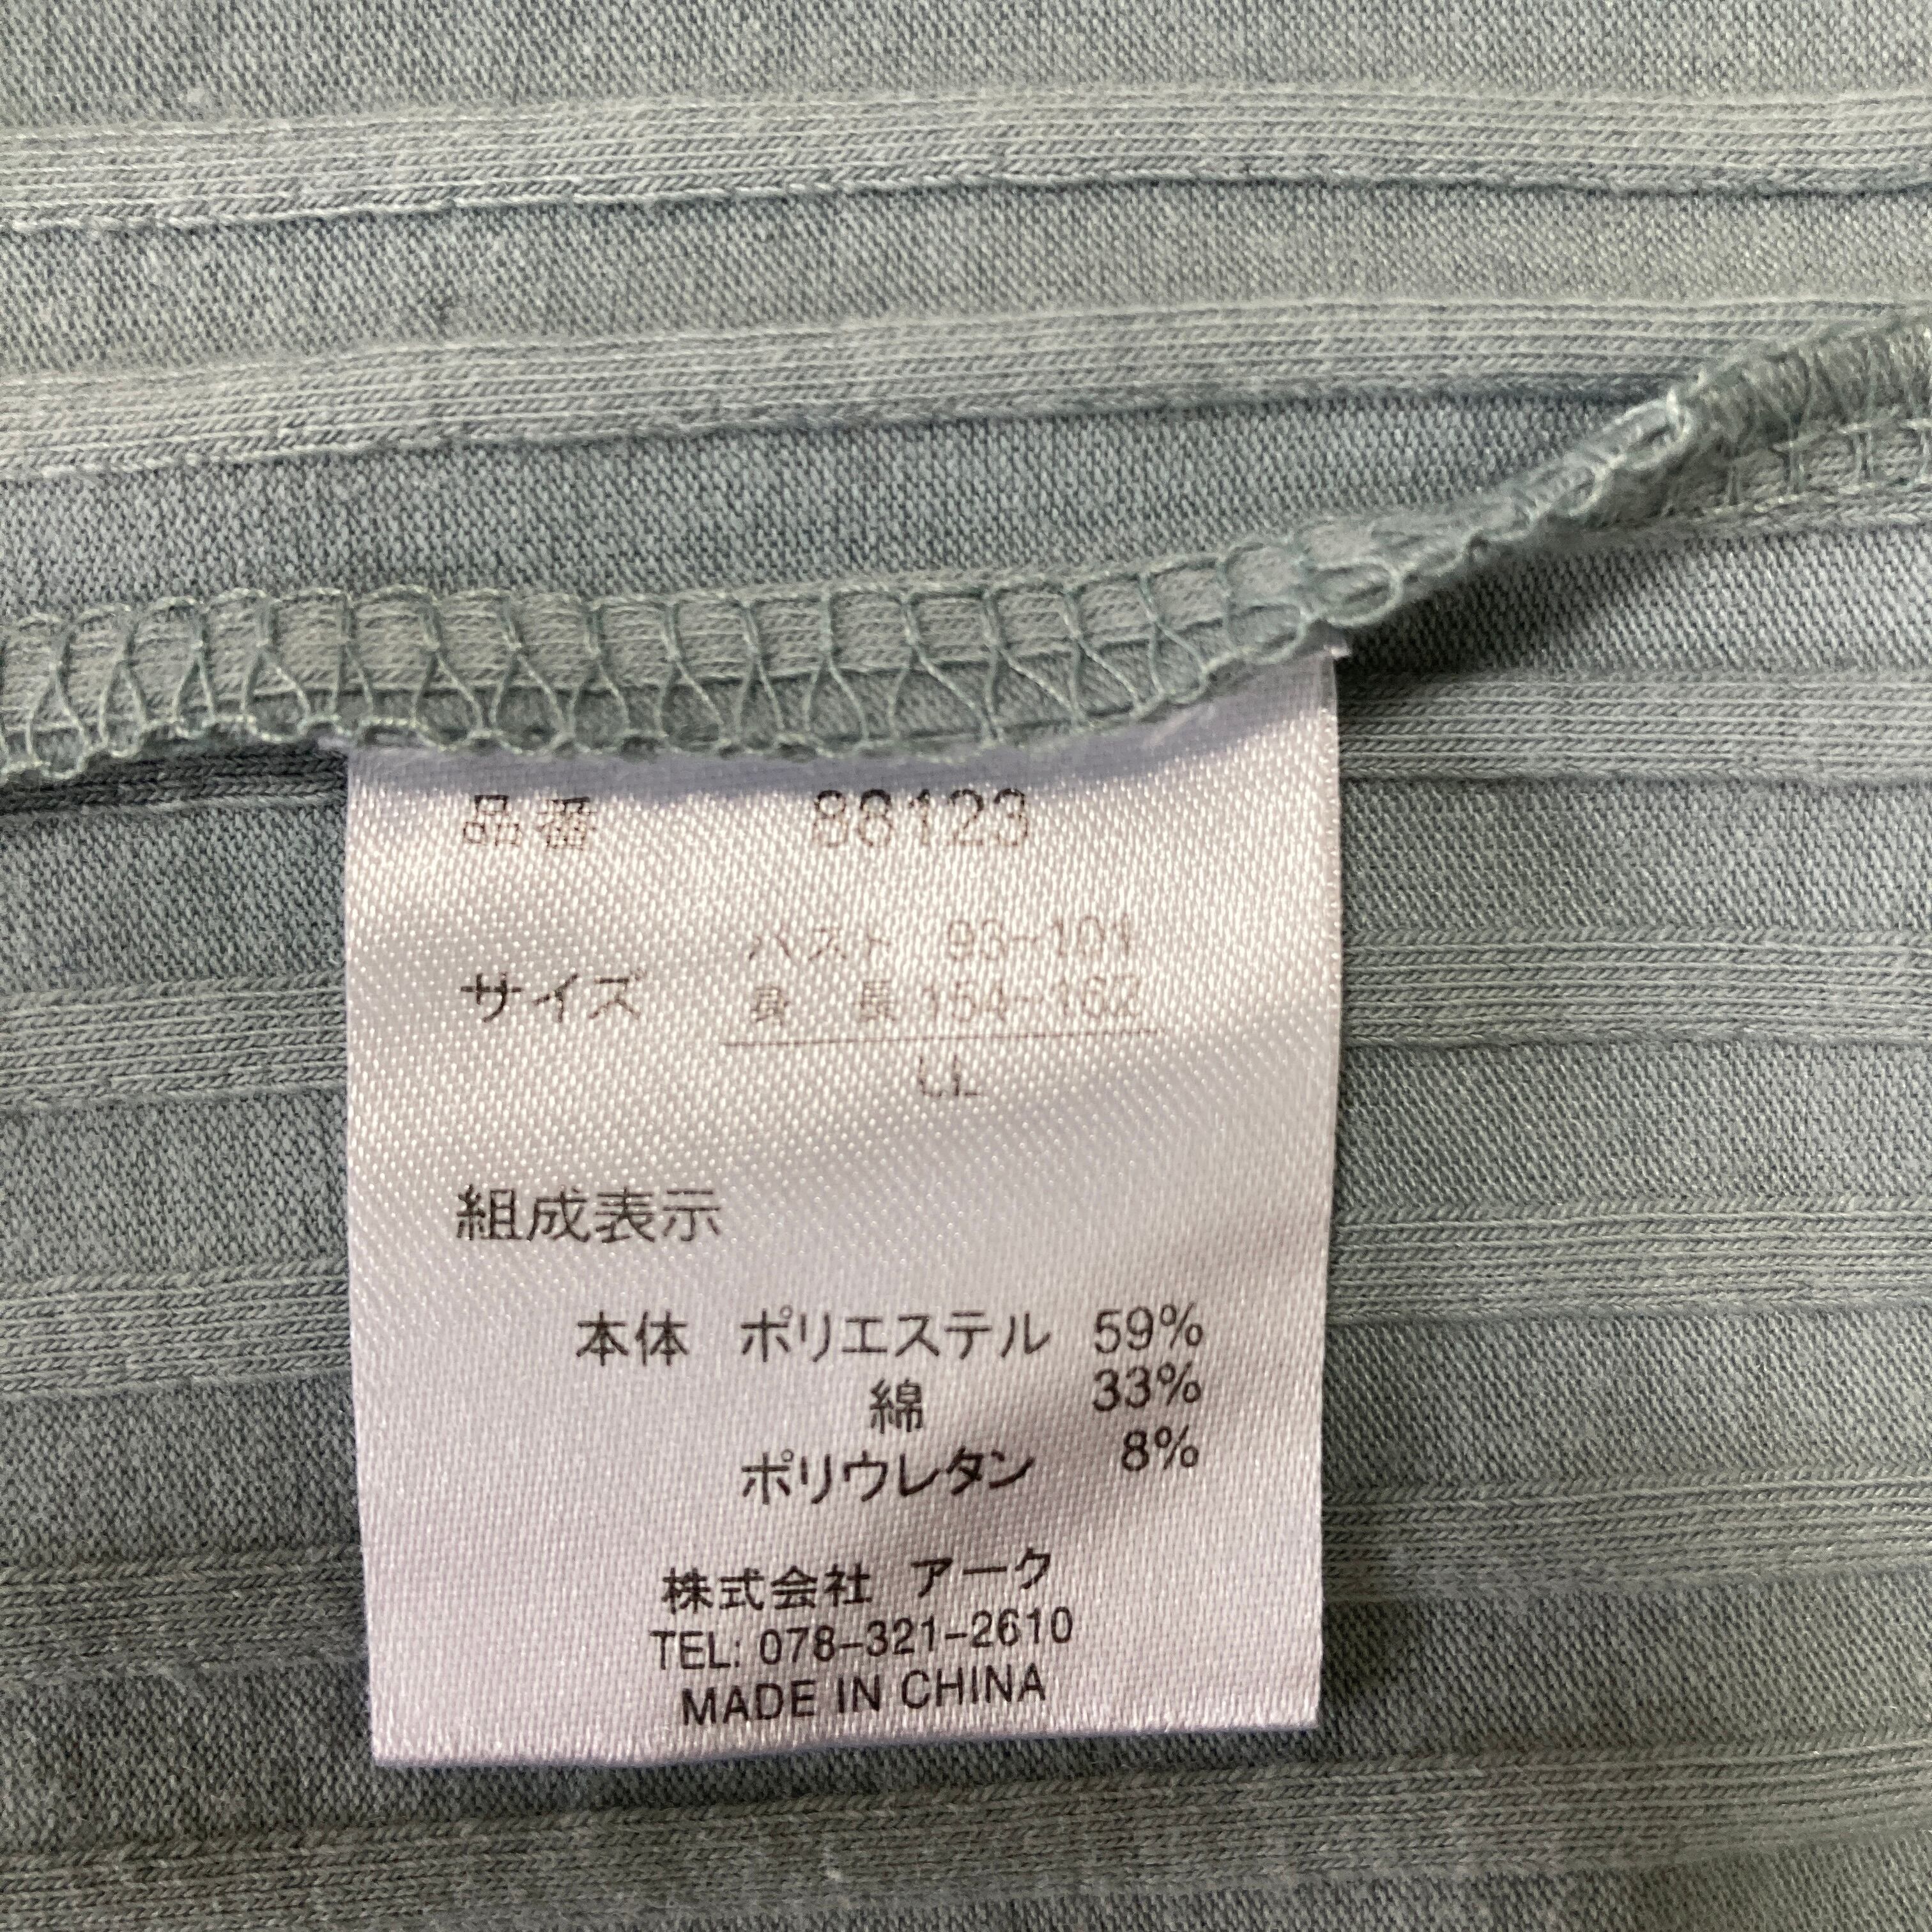 品番 88123
バスト 93-101
サイズ 身 長 154-162
LL
組成表示
本体 ポリエステル 59%
綿 33%
ポリウレタン 8%
株式会社 アーク
TEL: 078-321-2610
MADE IN CHINA